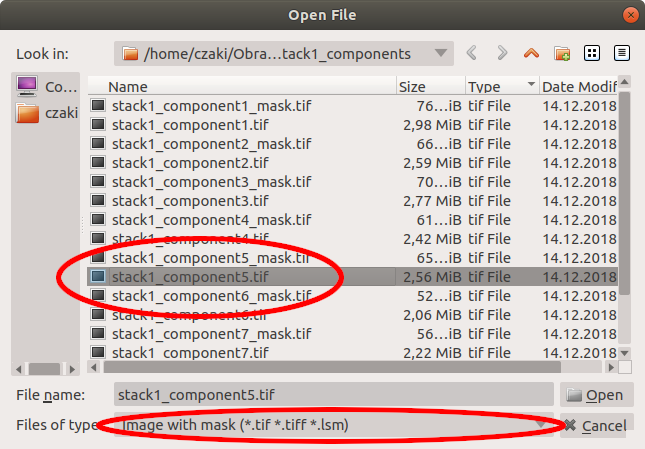 Open File
Look in: /home/czaki/Obra...tack1_components
Co...
czaki
Name Size Type Date Modif
stack1_component1_mask.tif 76...iB tif File 14.12.2018
stack1_component1.tif 2,98 MiB tif File 14.12.2018
stack1_component2_mask.tif 66...iB tif File 14.12.2018
stack1_component2.tif 2,59 MiB tif File 14.12.2018
stack1_component3_mask.tif 70...iB tif File 14.12.2018
stack1_component3.tif 2,77 MiB tif File 14.12.2018
stack1_component4_mask.tif 61...iB tif File 14.12.2018
stack1_component4.tif 2,42 MiB tif File 14.12.2018
stack1_component5_mask.tif 65...iB tif File 14.12.2018
stack1_component5.tif 2,56 MiB tif File 14.12.2018
stack1_component6_mask.tif 52...iB tif File 14.12.2018
stack1_component6.tif 2,06 MiB tif File 14.12.2018
stack1_component7_mask.tif 56...iB tif File 14.12.2018
stack1_component7.tif 2,22 MiB tif File 14.12.2018
File name: stack1_component5.tif Open
Files of type Image with mask (*.tif *.tiff *.lsm) Cancel